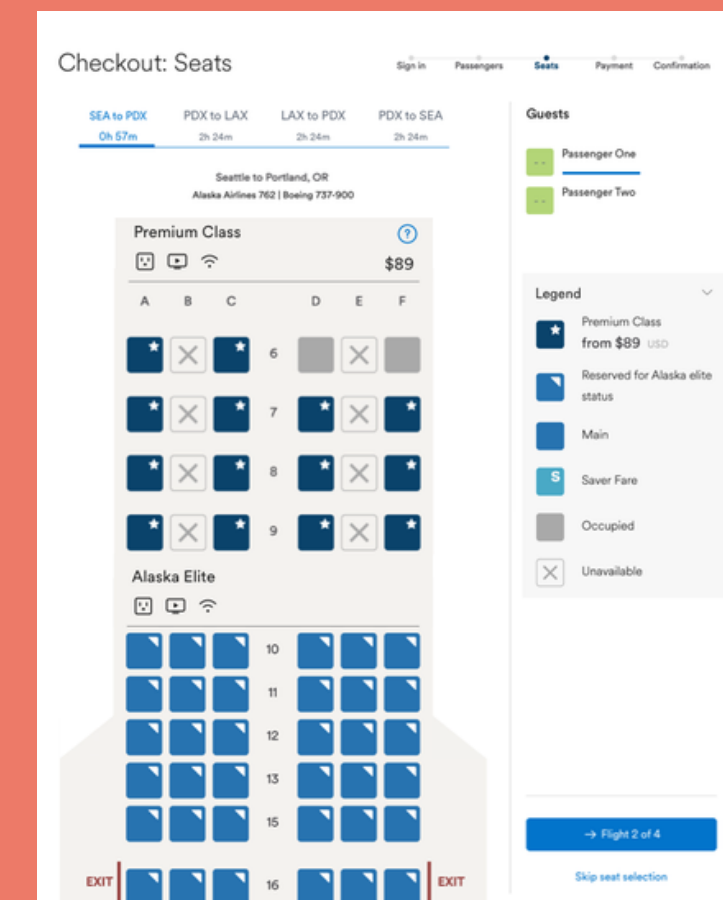 Checkout: Seats
Sign in Passengers Seats Payment Confirmation
SEA to PDX PDX to LAX LAX to PDX PDX to SEA
0h 57m 2h 24m 2h 24m 2h 24m
Seattle to Portland, OR
Alaska Airlines 762 | Boeing 737-900
Premium Class ?
$89
A B C D E F
6
7
8
9
Alaska Elite
10
11
12
13
15
EXIT 16 EXIT
Guests
Passenger One
Passenger Two
Legend
Premium Class
from $89 USD
Reserved for Alaska elite
status
Main
S Saver Fare
Occupied
Unavailable
→ Flight 2 of 4
Skip seat selection